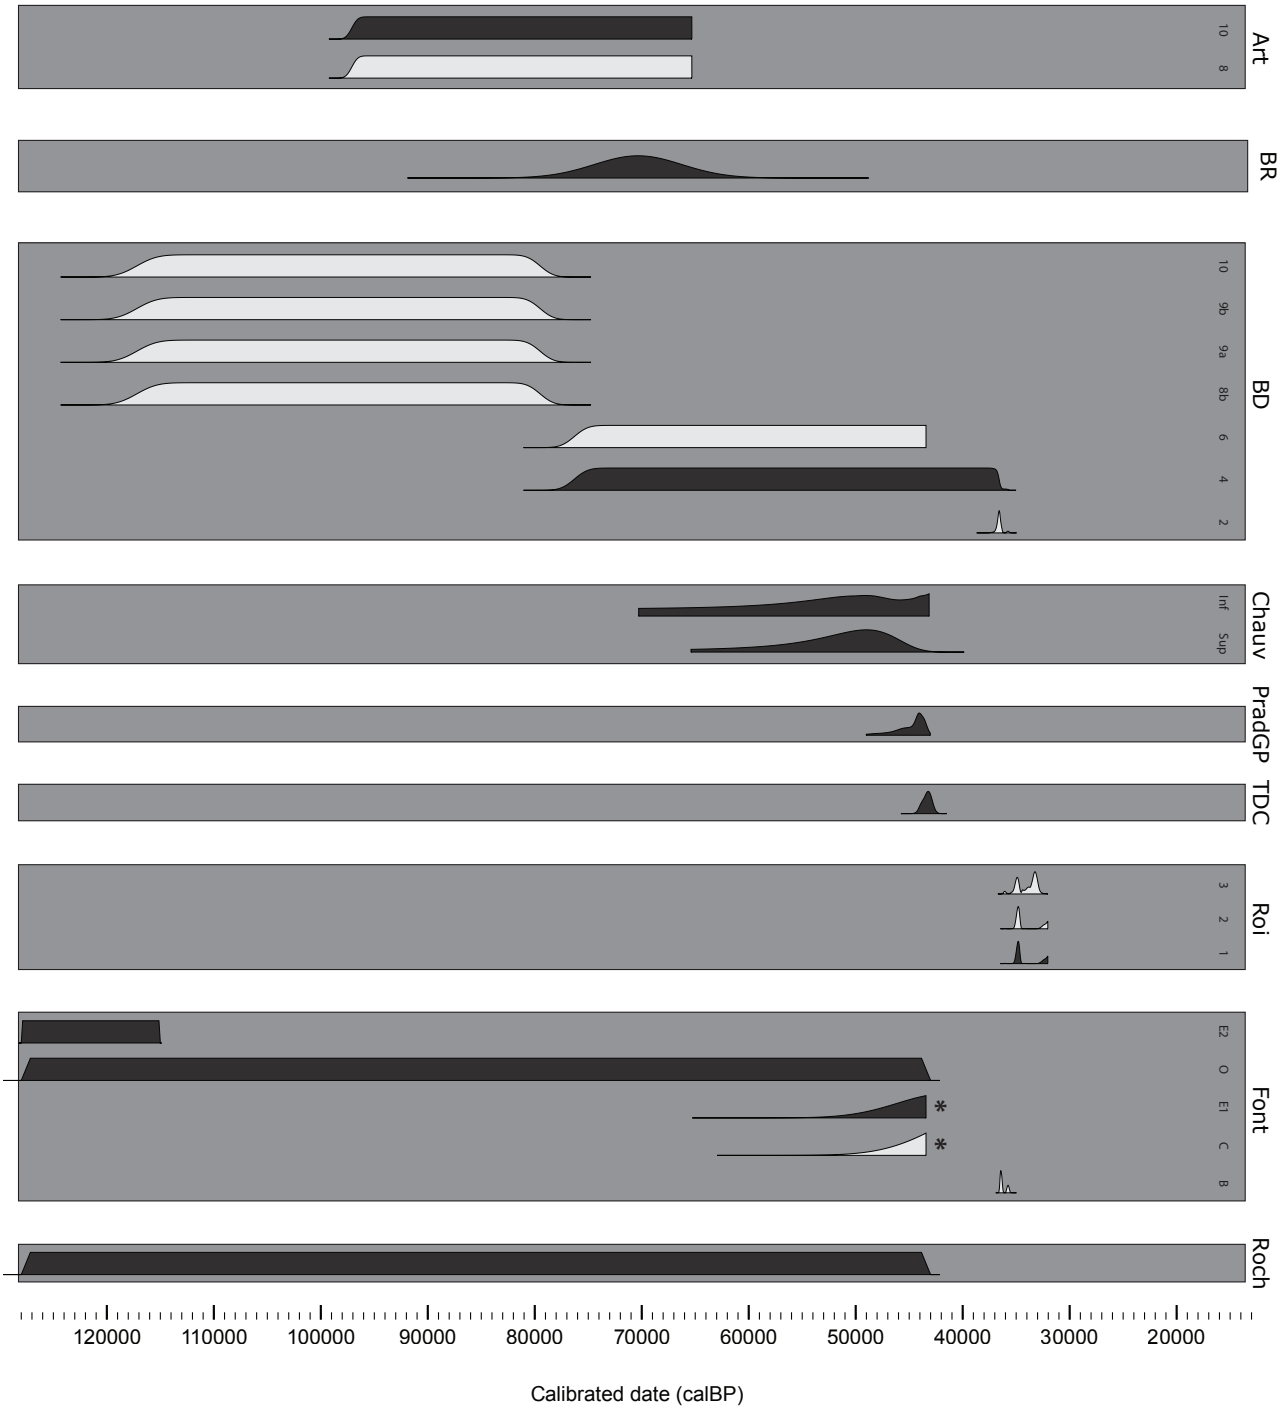 Art
10
8
BR
BD
10
9b
9a
8b
6
4
2
Chauv
Inf
Sup
PradGP
TDC
Roi
3
2
1
Font
E2
O
E1
*
C
*
B
Roch
120000 110000 100000 90000 80000 70000 60000 50000 40000 30000 20000
Calibrated date (calBP)